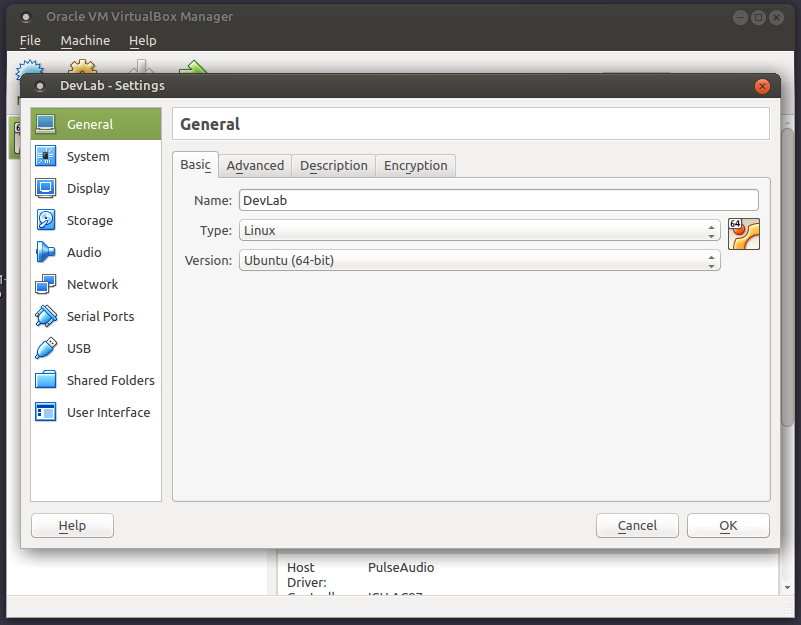 Oracle VM VirtualBox Manager
File Machine Help
DevLab - Settings
General
System
Display
Storage
Audio
Network
Serial Ports
USB
Shared Folders
User Interface
General
Basic Advanced Description Encryption
Name: DevLab
Type: Linux
64
Version: Ubuntu (64-bit)
Help Cancel OK
Host PulseAudio
Driver: